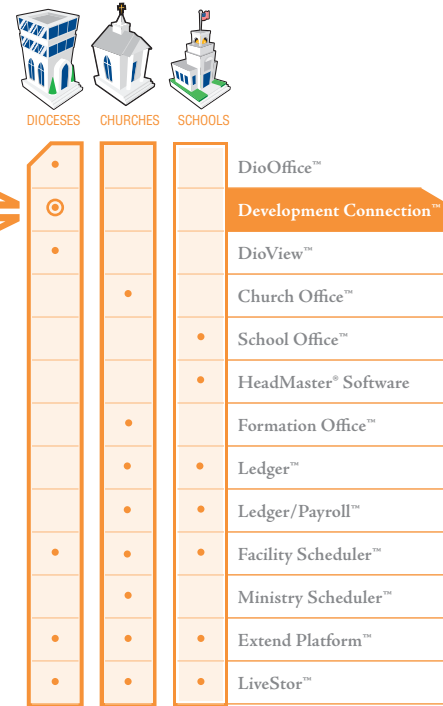 DIOCESES CHURCHES SCHOOLS
DioOffice™
Development Connection™
DioView™
Church Office™
School Office™
HeadMaster® Software
Formation Office™
Ledger™
Ledger/Payroll™
Facility Scheduler™
Ministry Scheduler™
Extend Platform™
LiveStor™